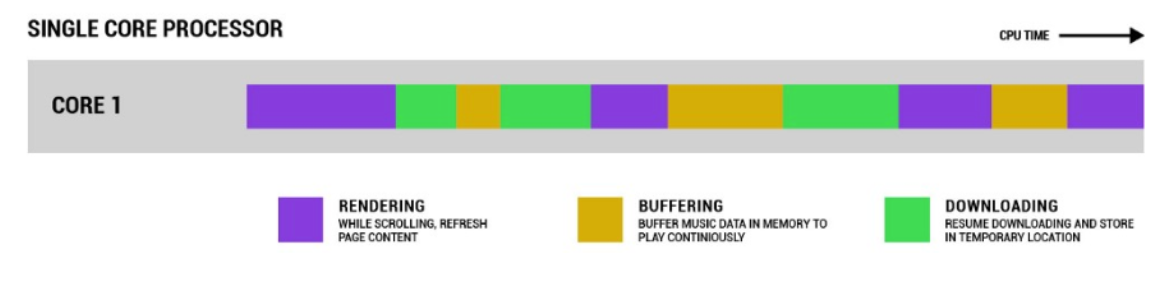 SINGLE CORE PROCESSOR
CPU TIME
CORE 1
RENDERING
WHILE SCROLLING, REFRESH
PAGE CONTENT
BUFFERING
BUFFER MUSIC DATA IN MEMORY TO
PLAY CONTINIOUSLY
DOWNLOADING
RESUME DOWNLOADING AND STORE
IN TEMPORARY LOCATION